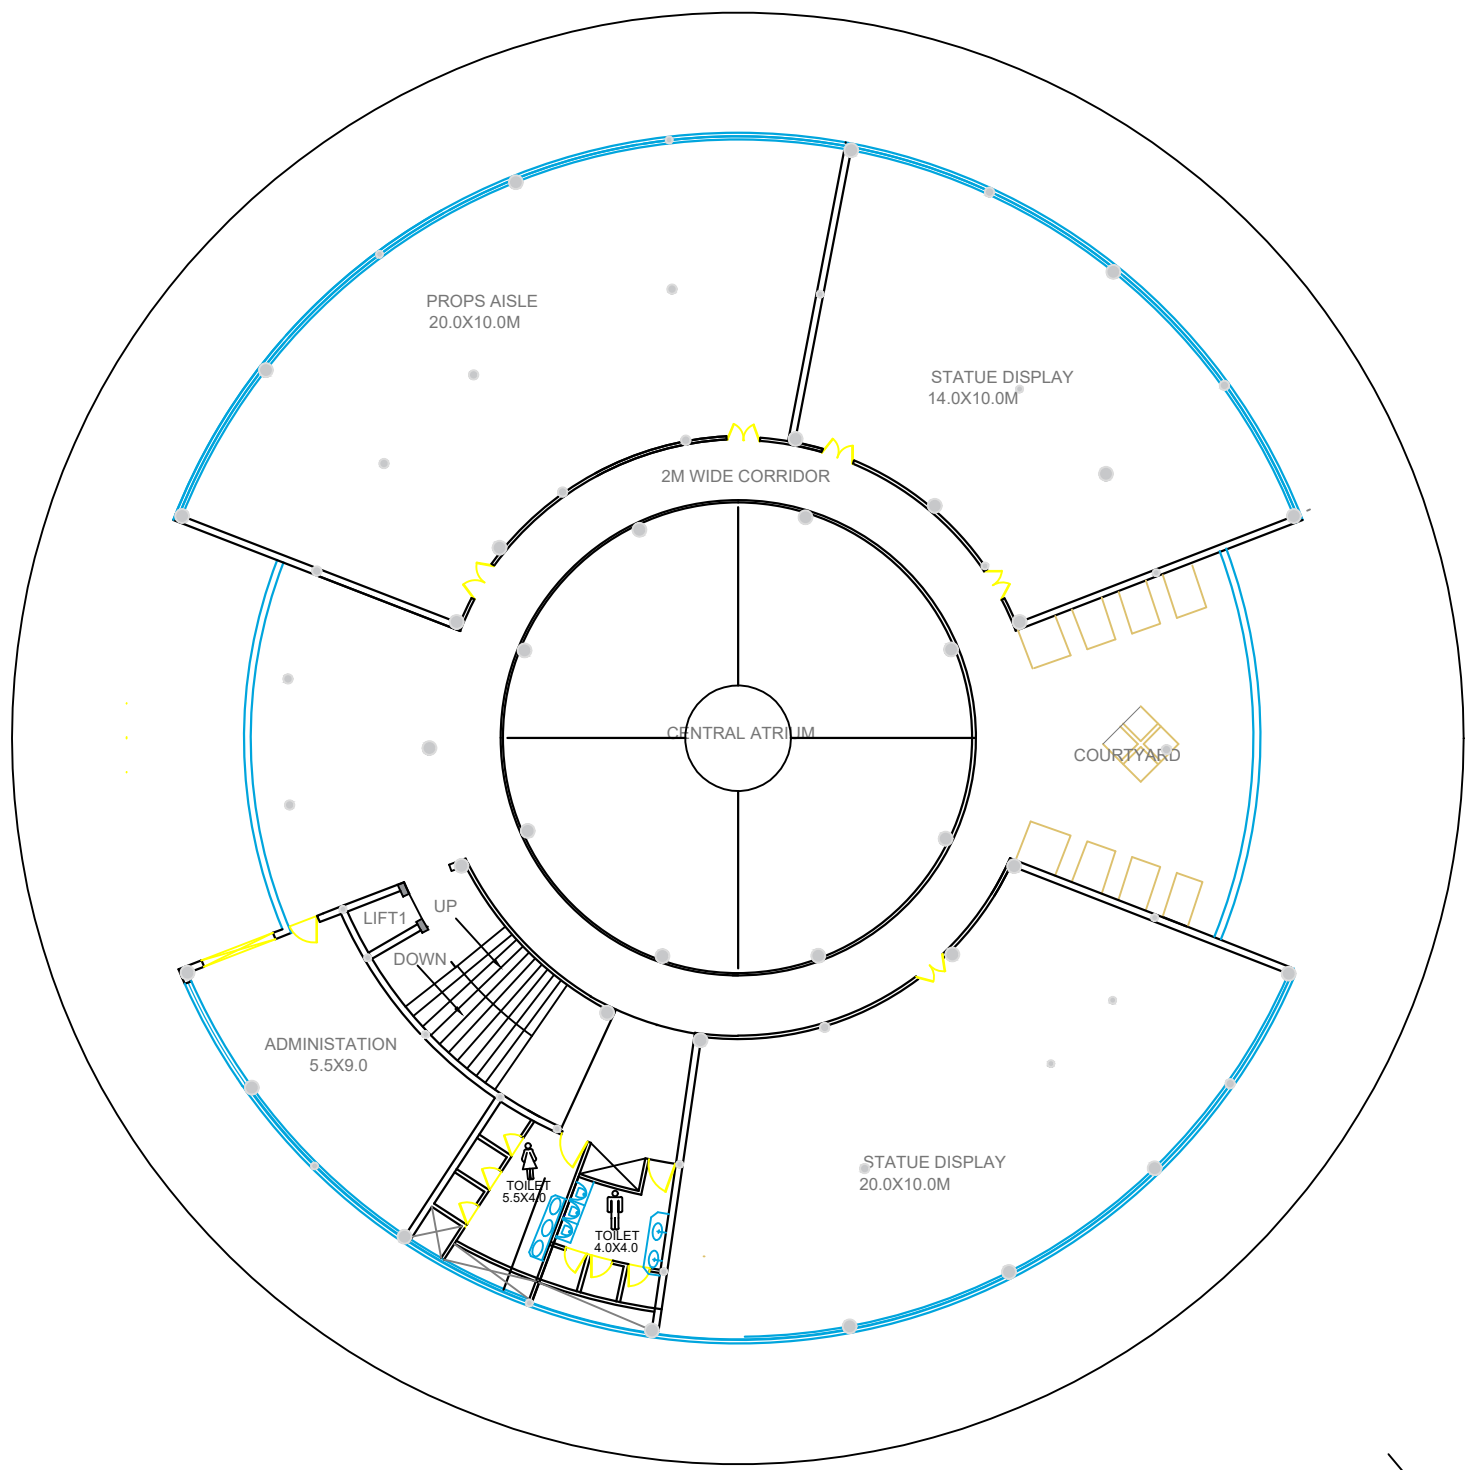 PROPS AISLE
20.0X10.0M
STATUE DISPLAY
14.0X10.0M
2M WIDE CORRIDOR
CENTRAL ATRIUM
COURTYARD
UP
LIFT1
DOWN
ADMINISTATION
5.5X9.0
STATUE DISPLAY
20.0X10.0M
TOILET
5.5X4.0
TOILET
4.0X4.0